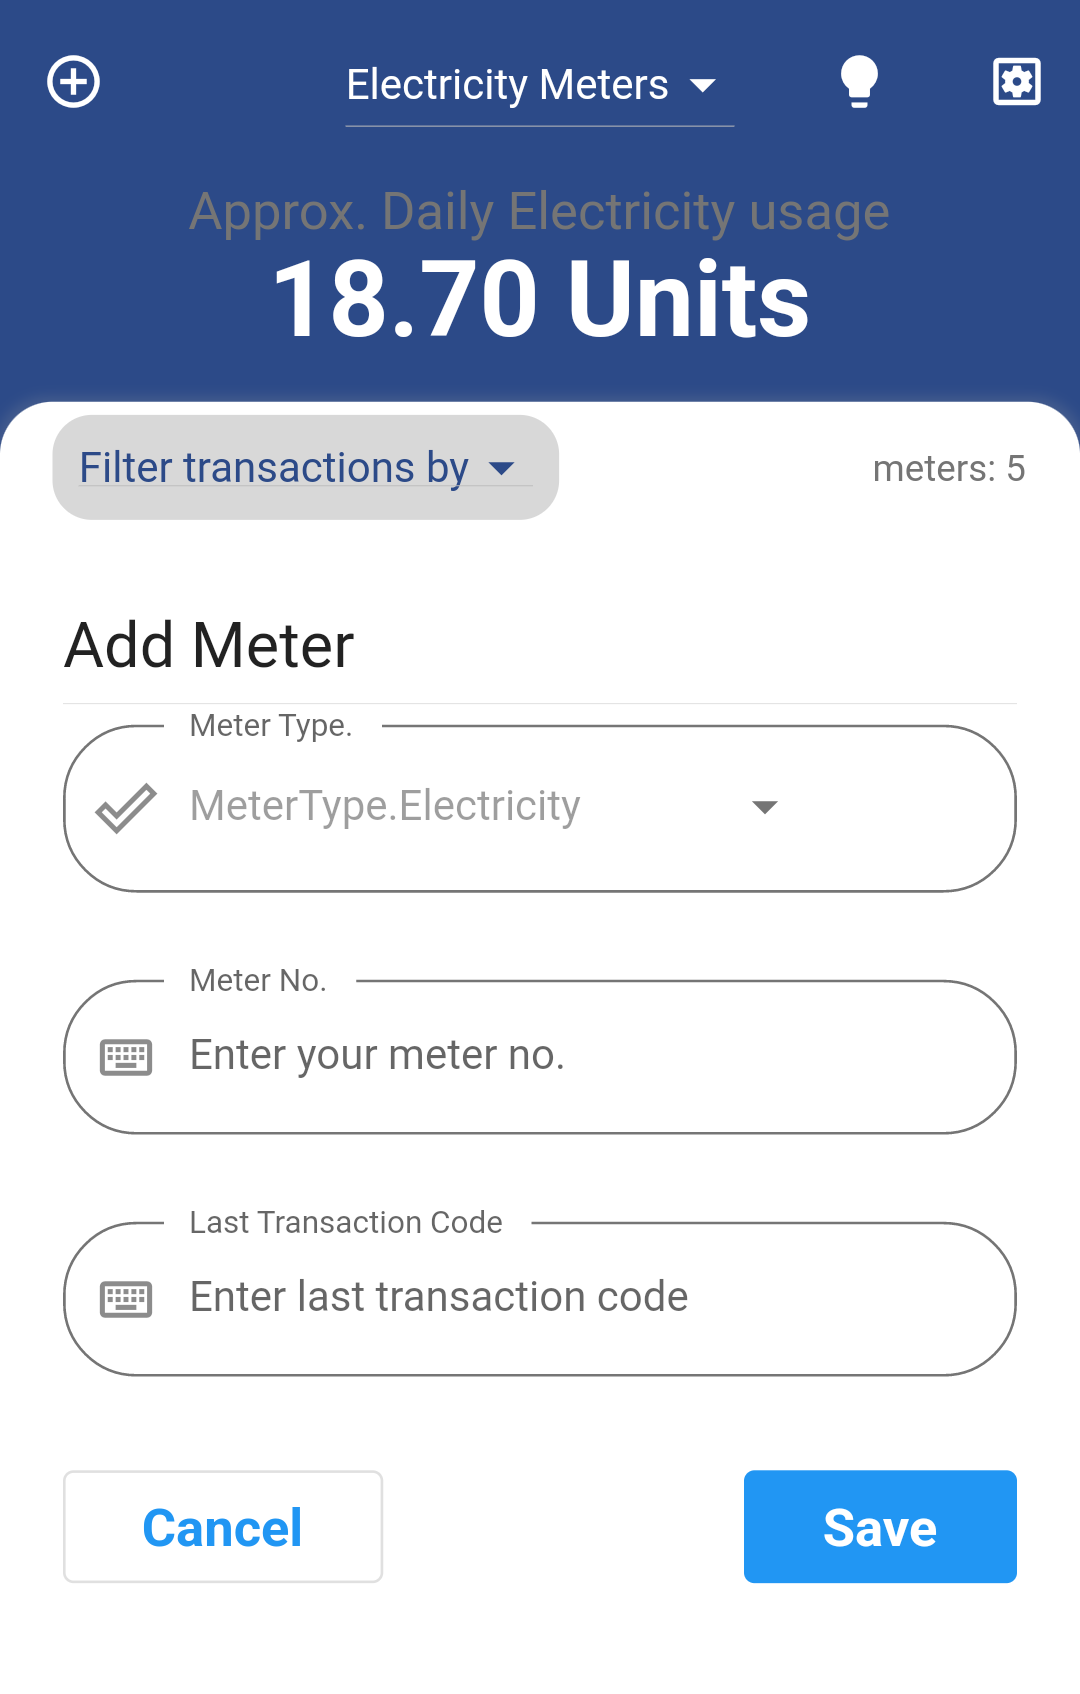 Electricity Meters
Approx. Daily Electricity usage
18.70 Units
Filter transactions by
meters: 5
Add Meter
Meter Type.
MeterType.Electricity
Meter No.
Enter your meter no.
Last Transaction Code
Enter last transaction code
Cancel
Save